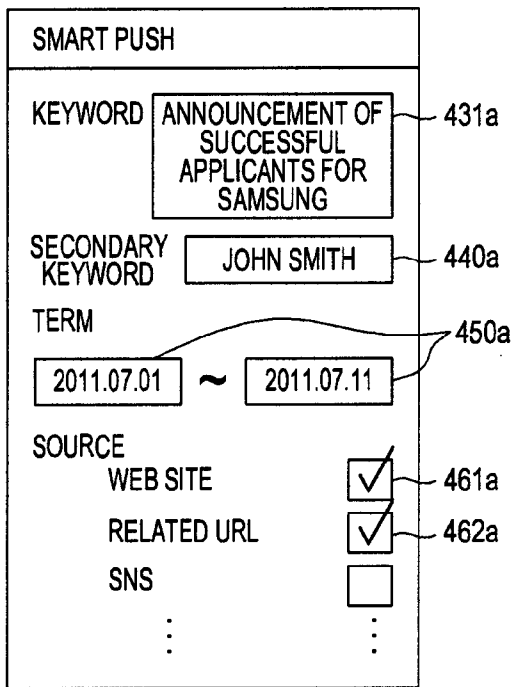 SMART PUSH
KEYWORD
ANNOUNCEMENT OF
SUCCESSFUL
APPLICANTS FOR
SAMSUNG
431a
SECONDARY
KEYWORD
JOHN SMITH
440a
TERM
450a
2011.07.01 ~ 2011.07.11
SOURCE
WEB SITE
461a
RELATED URL
462a
SNS